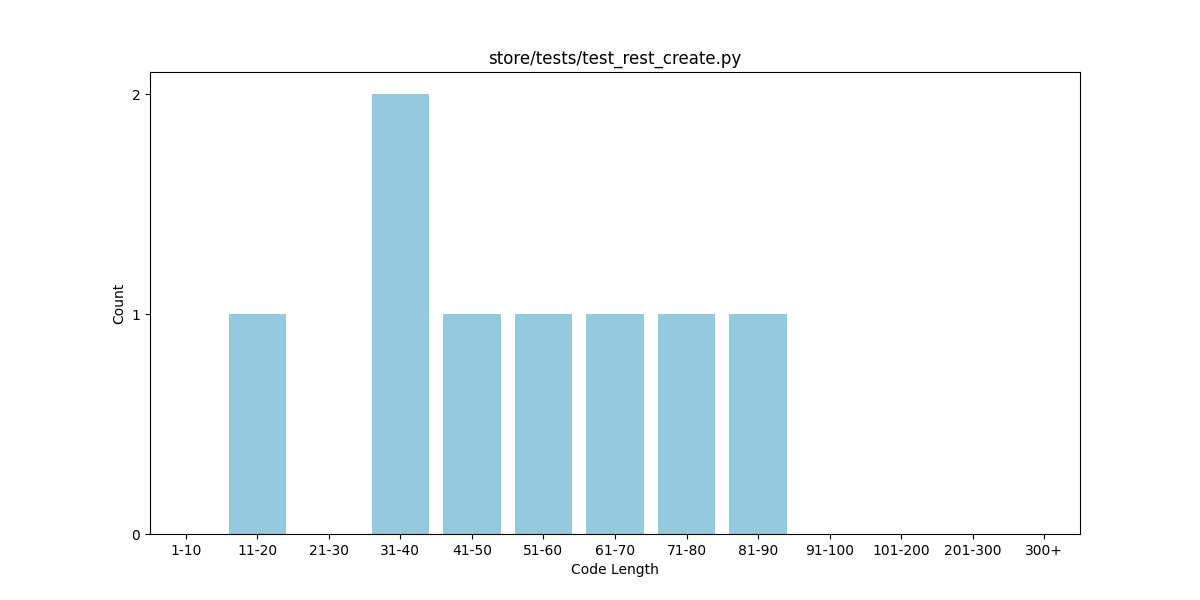 store/tests/test_rest_create.py
2
1
0
Count
1-10 11-20 21-30 31-40 41-50 51-60 61-70 71-80 81-90 91-100 101-200 201-300 300+
Code Length